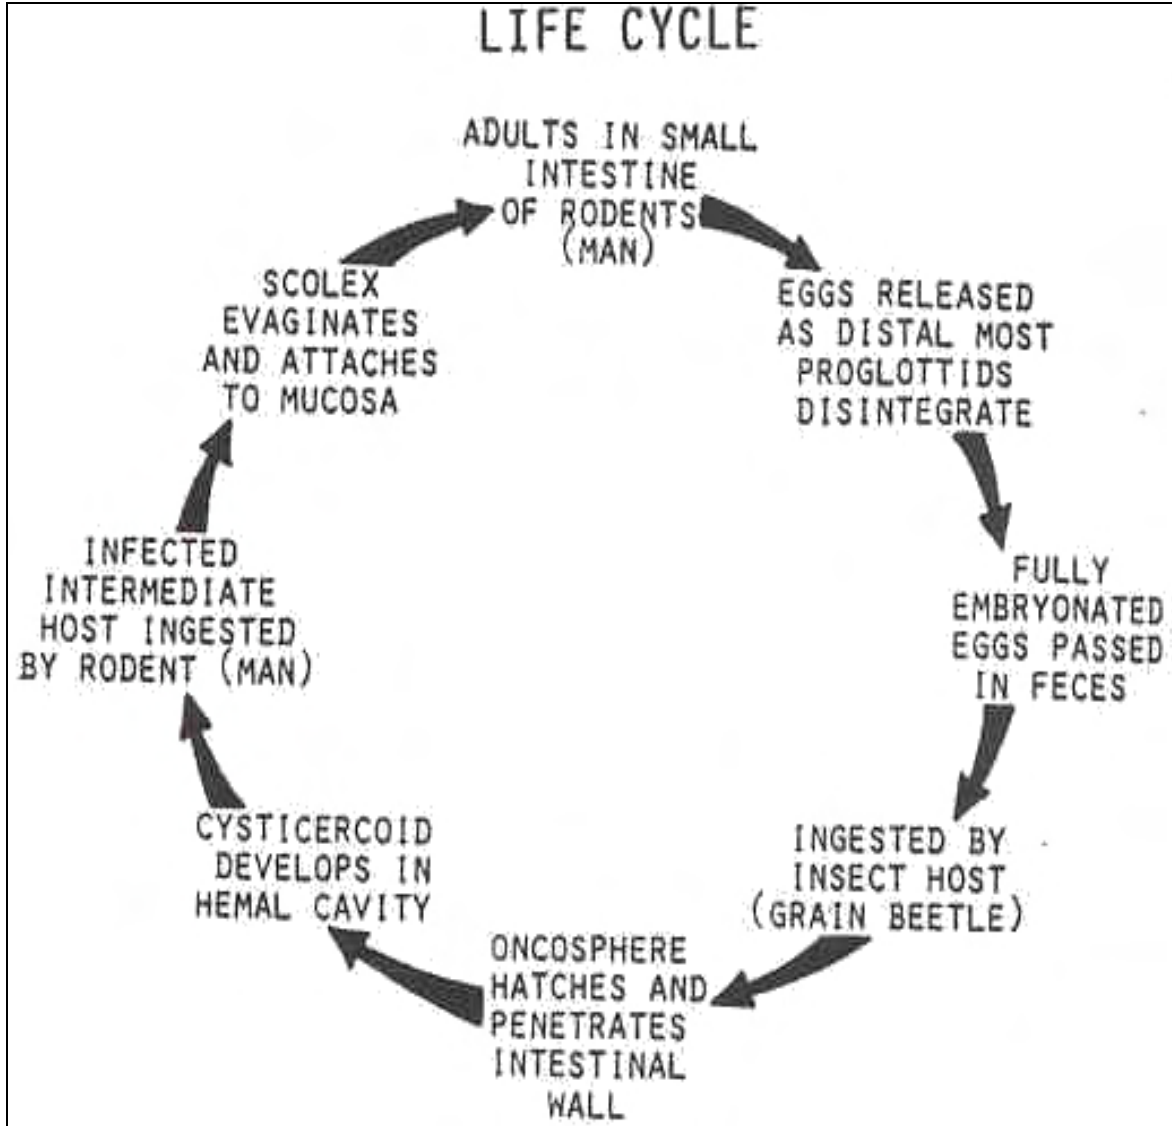 LIFE CYCLE
ADULTS IN SMALL
INTESTINE
OF RODENTS
(MAN)
EGGS RELEASED
AS DISTAL MOST
PROGLOTTIDS
DISINTEGRATE
FULLY
EMBRYONATED
EGGS PASSED
IN FECES
INGESTED BY
INSECT HOST
(GRAIN BEETLE)
ONCOSPHERE
HATCHES AND
PENETRATES
INTESTINAL
WALL
CYSTICERCOID
DEVELOPS IN
HEMAL CAVITY
INFECTED
INTERMEDIATE
HOST INGESTED
BY RODENT (MAN)
SCOLEX
EVAGINATES
AND ATTACHES
TO MUCOSA